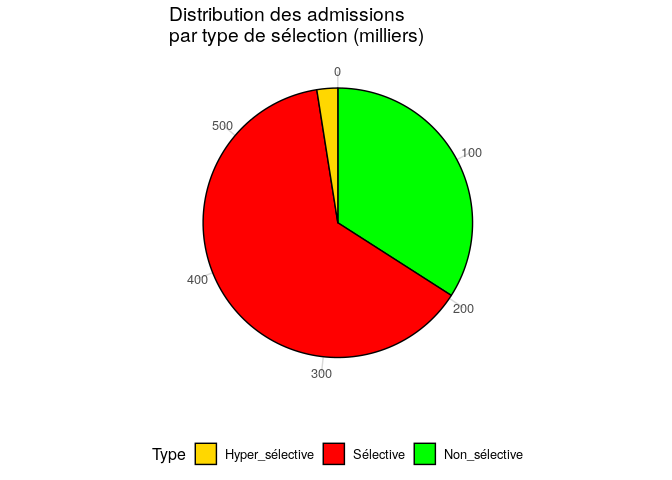 Distribution des admissions
par type de sélection (milliers)
0
100
200
300
400
500
Type Hyper_sélective Sélective Non_sélective